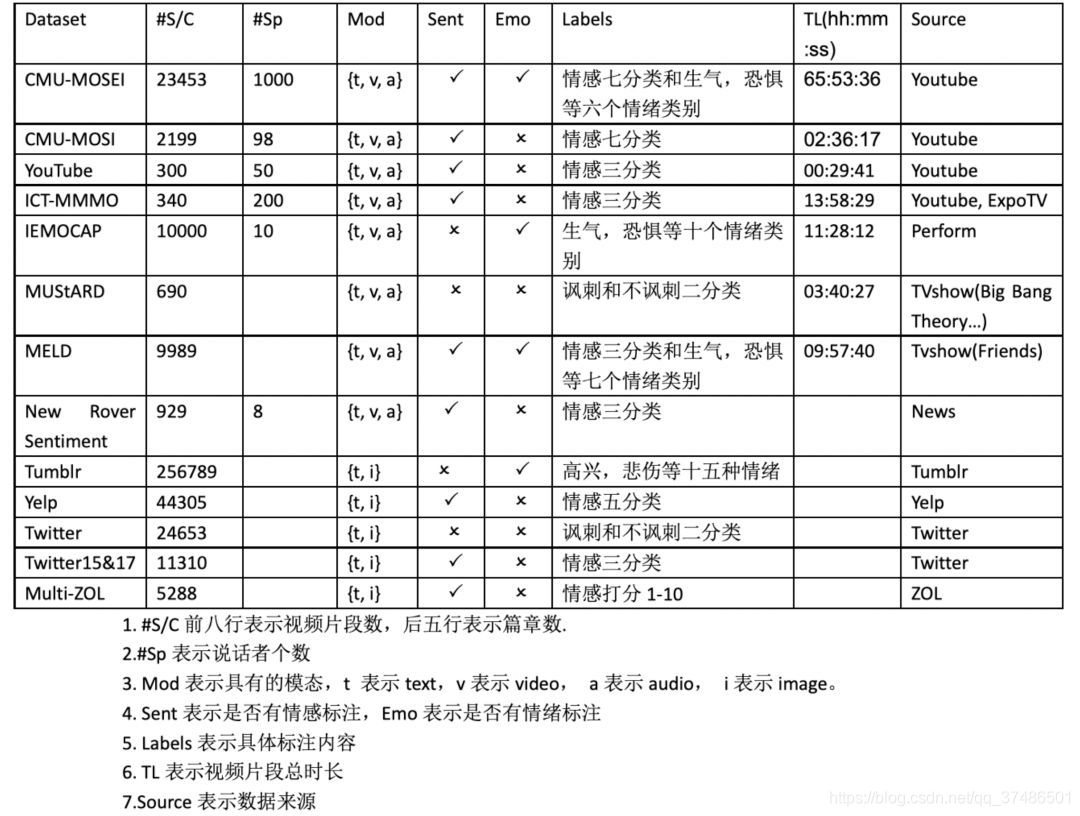 Dataset #S/C #Sp Mod Sent Emo Labels TL(hh:mm
:ss) Source
CMU-MOSEI 23453 1000 {t, v, a} ✓ ✓ 情感七分类和生气，恐惧
等六个情绪类别 65:53:36 Youtube
CMU-MOSI 2199 98 {t, v, a} ✓ × 情感七分类 02:36:17 Youtube
YouTube 300 50 {t, v, a} ✓ × 情感三分类 00:29:41 Youtube
ICT-MMMO 340 200 {t, v, a} ✓ × 情感三分类 13:58:29 Youtube, ExpoTV
IEMOCAP 10000 10 {t, v, a} × ✓ 生气，恐惧等十个情绪类
别 11:28:12 Perform
MUStARD 690 {t, v, a} × × 讽刺和不讽刺二分类 03:40:27 TVshow(Big Bang
Theory…)
MELD 9989 {t, v, a} ✓ ✓ 情感三分类和生气，恐惧
等七个情绪类别 09:57:40 Tvshow(Friends)
New Rover
Sentiment 929 8 {t, v, a} ✓ × 情感三分类 News
Tumblr 256789 {t, i} × ✓ 高兴，悲伤等十五种情绪 Tumblr
Yelp 44305 {t, i} ✓ × 情感五分类 Yelp
Twitter 24653 {t, i} × × 讽刺和不讽刺二分类 Twitter
Twitter15&17 11310 {t, i} ✓ × 情感三分类 Twitter
Multi-ZOL 5288 {t, i} ✓ × 情感打分 1-10 ZOL
1. #S/C 前八行表示视频片段数，后五行表示篇章数.
2.#Sp 表示说话者个数
3. Mod 表示具有的模态，t 表示 text，v 表示 video， a 表示 audio， i 表示 image。
4. Sent 表示是否有情感标注，Emo 表示是否有情绪标注
5. Labels 表示具体标注内容
6. TL 表示视频片段总时长
7.Source 表示数据来源
https://blog.csdn.net/qq_37486501